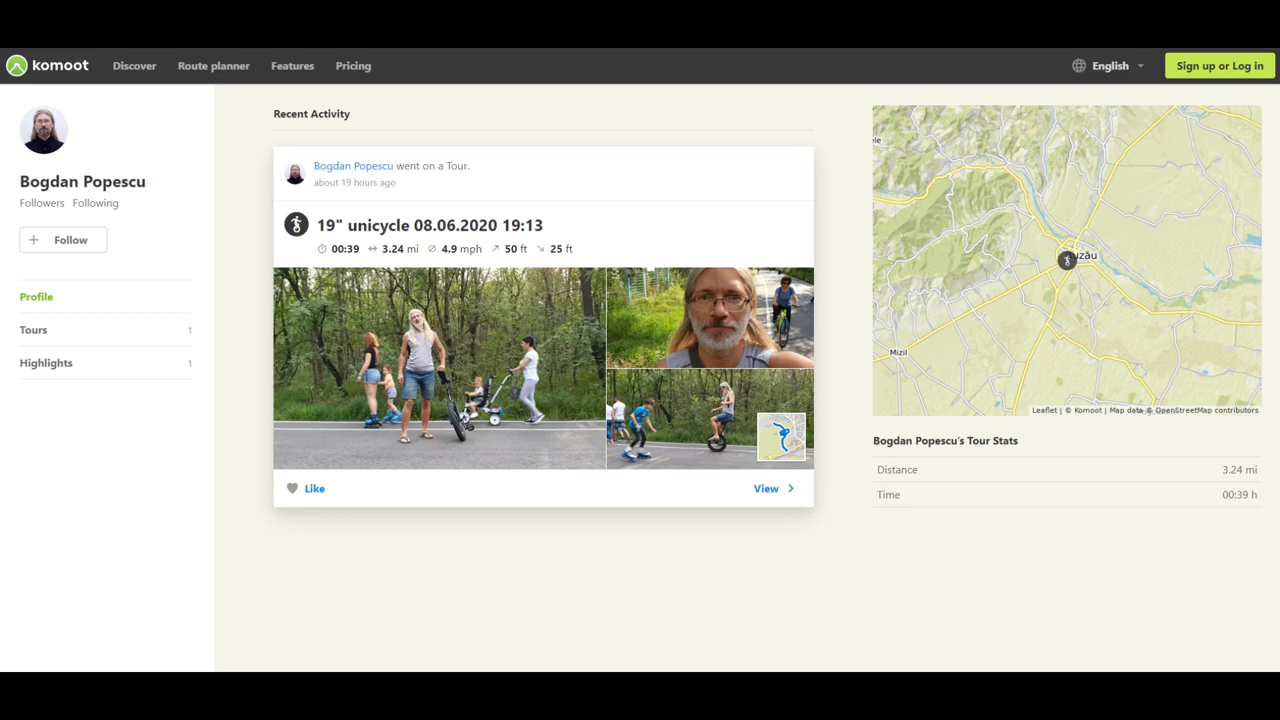 komoot Discover Route planner Features Pricing English Sign up or Log in
Bogdan Popescu
Followers Following
+ Follow
Profile
Tours 1
Highlights 1
Recent Activity
Bogdan Popescu went on a Tour.
about 19 hours ago
19" unicycle 08.06.2020 19:13
00:39 3.24 mi 4.9 mph 50 ft 25 ft
Like View
ele
uzău
Mizil
Leaflet | © Komoot | Map data © OpenStreetMap contributors
Bogdan Popescu's Tour Stats
Distance 3.24 mi
Time 00:39 h